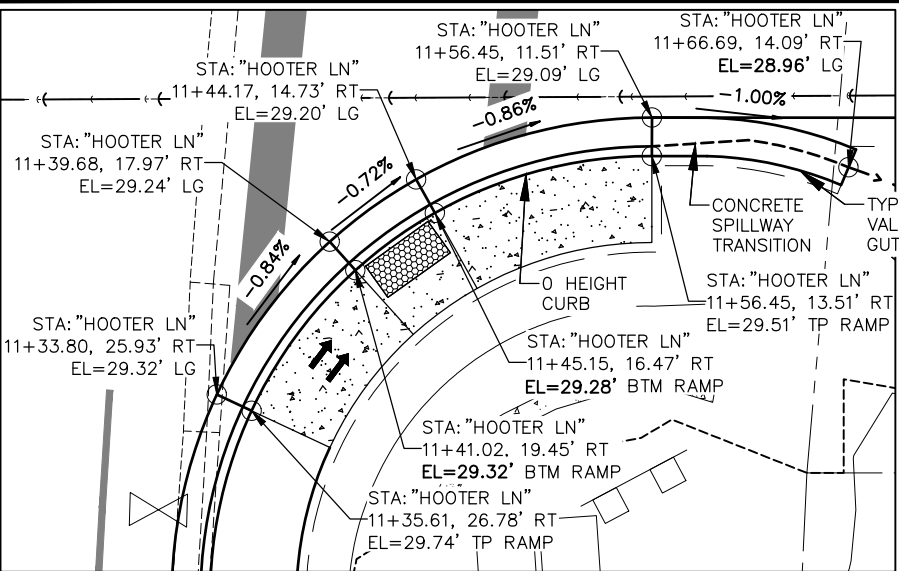 STA:"HOOTER LN"
11+66.69, 14.09' RT
EL=28.96' LG
STA:"HOOTER LN"
11+56.45, 11.51' RT
EL=29.09' LG
STA:"HOOTER LN"
11+44.17, 14.73' RT
EL=29.20' LG
-1.00%
-0.86%
STA:"HOOTER LN"
11+39.68, 17.97' RT
EL=29.24' LG
-0.72%
-0.84%
CONCRETE
SPILLWAY
TRANSITION
TYP
VAL
GUT
0 HEIGHT
CURB
STA:"HOOTER LN"
11+56.45, 13.51' RT
EL=29.51' TP RAMP
STA:"HOOTER LN"
11+33.80, 25.93' RT
EL=29.32' LG
STA:"HOOTER LN"
11+45.15, 16.47' RT
EL=29.28' BTM RAMP
STA:"HOOTER LN"
11+41.02, 19.45' RT
EL=29.32' BTM RAMP
STA:"HOOTER LN"
11+35.61, 26.78' RT
EL=29.74' TP RAMP